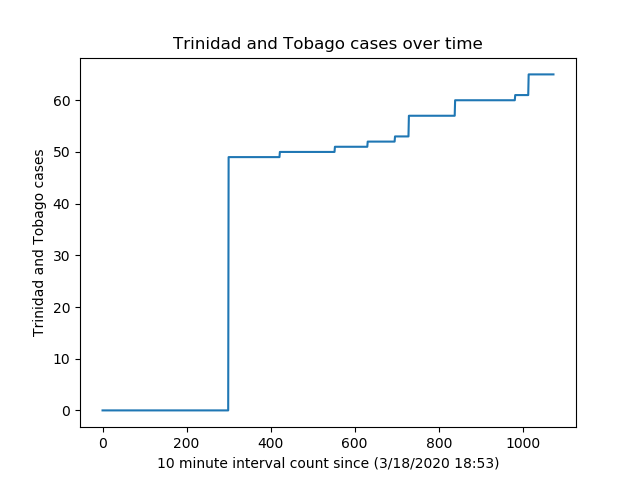 Trinidad and Tobago cases over time
Trinidad and Tobago cases
60
50
40
30
20
10
0
0 200 400 600 800 1000
10 minute interval count since (3/18/2020 18:53)